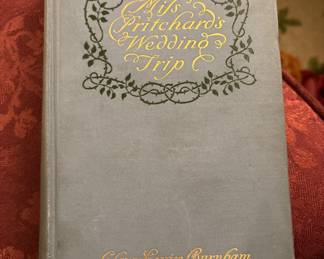 Miſs
Pritchard's
Wedding
Trip
Clara Louise Burnham